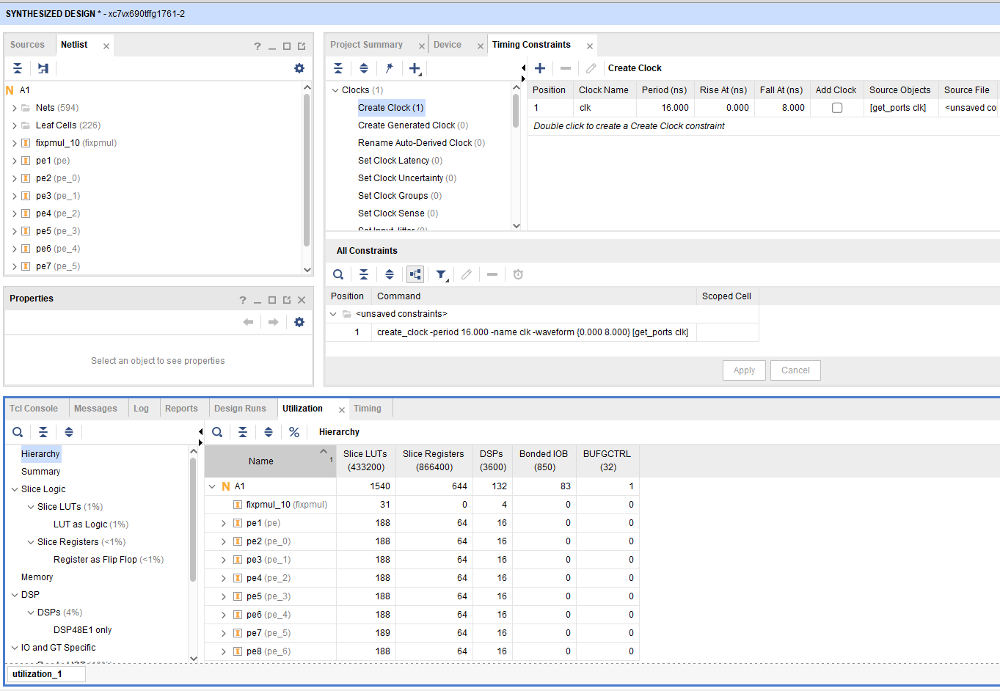 SYNTHESIZED DESIGN * - xc7vx690tffg1761-2
Sources Netlist
A1
Nets (594)
Leaf Cells (226)
fixpmul_10 (fixpmul)
pe1 (pe)
pe2 (pe_0)
pe3 (pe_1)
pe4 (pe_2)
pe5 (pe_3)
pe6 (pe_4)
pe7 (pe_5)
Properties
Select an object to see properties
Project Summary Device Timing Constraints
Clocks (1)
Create Clock (1)
Create Generated Clock (0)
Rename Auto-Derived Clock (0)
Set Clock Latency (0)
Set Clock Uncertainty (0)
Set Clock Groups (0)
Set Clock Sense (0)
Set Input Jitter (0)
Create Clock
Position Clock Name Period (ns) Rise At (ns) Fall At (ns) Add Clock Source Objects Source File
1 clk 16.000 0.000 8.000 [get_ports clk] <unsaved co
Double click to create a Create Clock constraint
All Constraints
Position Command Scoped Cell
<unsaved constraints>
1 create_clock -period 16.000 -name clk -waveform {0.000 8.000} [get_ports clk]
Apply Cancel
Tcl Console Messages Log Reports Design Runs Utilization Timing
Hierarchy
Summary
Slice Logic
Slice LUTs (1%)
LUT as Logic (1%)
Slice Registers (<1%)
Register as Flip Flop (<1%)
Memory
DSP
DSPs (4%)
DSP48E1 only
IO and GT Specific
% Hierarchy
Name 1 Slice LUTs (433200) Slice Registers (866400) DSPs (3600) Bonded IOB (850) BUFGCTRL (32)
N A1 1540 644 132 83 1
fixpmul_10 (fixpmul) 31 0 4 0 0
pe1 (pe) 188 64 16 0 0
pe2 (pe_0) 188 64 16 0 0
pe3 (pe_1) 188 64 16 0 0
pe4 (pe_2) 188 64 16 0 0
pe5 (pe_3) 188 64 16 0 0
pe6 (pe_4) 188 64 16 0 0
pe7 (pe_5) 189 64 16 0 0
pe8 (pe_6) 188 64 16 0 0
utilization_1